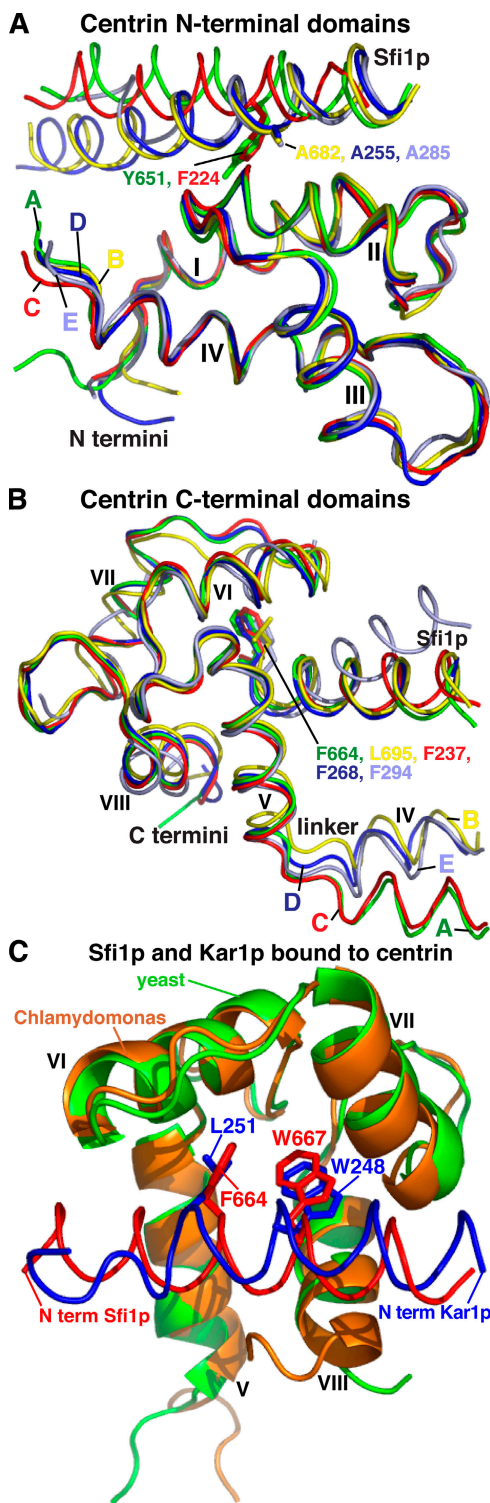 A Centrin N-terminal domains
Sfi1p
A682, A255, A285
Y651, F224
A
D
B
I
II
C
E
IV
III
N termini
B Centrin C-terminal domains
VII
VI
Sfi1p
F664, L695, F237,
F268, F294
VIII
V
C termini
linker
IV
B
E
D
C
A
C Sfi1p and Kar1p bound to centrin
yeast
Chlamydomonas
VII
VI
L251
W667
W248
F664
N term Sfi1p
N term Kar1p
V
VIII